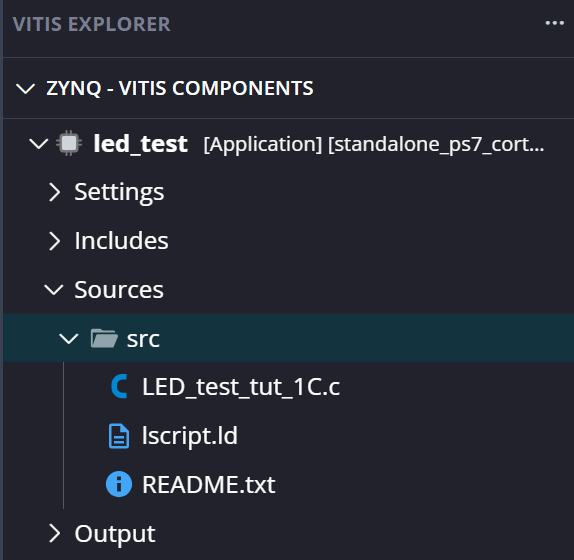 VITIS EXPLORER
ZYNQ - VITIS COMPONENTS
led_test [Application] [standalone_ps7_cort...
Settings
Includes
Sources
src
LED_test_tut_1C.c
lscript.ld
README.txt
Output